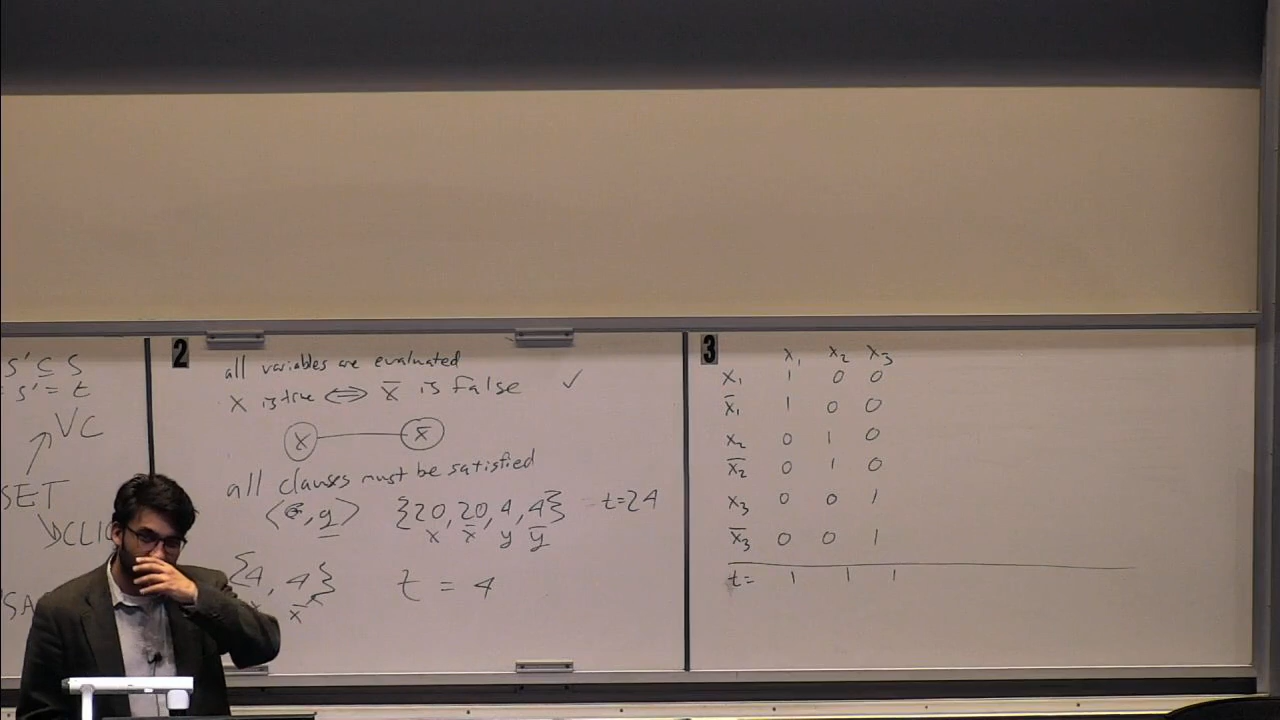 S' ⊆ S
S' = t
VC
SET
CLIQ
SA
2
all variables are evaluated
X is true ⟺ X̄ is false ✓
X X̄
all clauses must be satisfied
{20, 20, 4, 4} t=24
x x̄ y ȳ
{4, 4} t = 4
x̄
3
x₁ x₂ x₃
x₁ 1 0 0
x̄₁ 1 0 0
x₂ 0 1 0
x̄₂ 0 1 0
x₃ 0 0 1
x̄₃ 0 0 1
t= 1 1 1